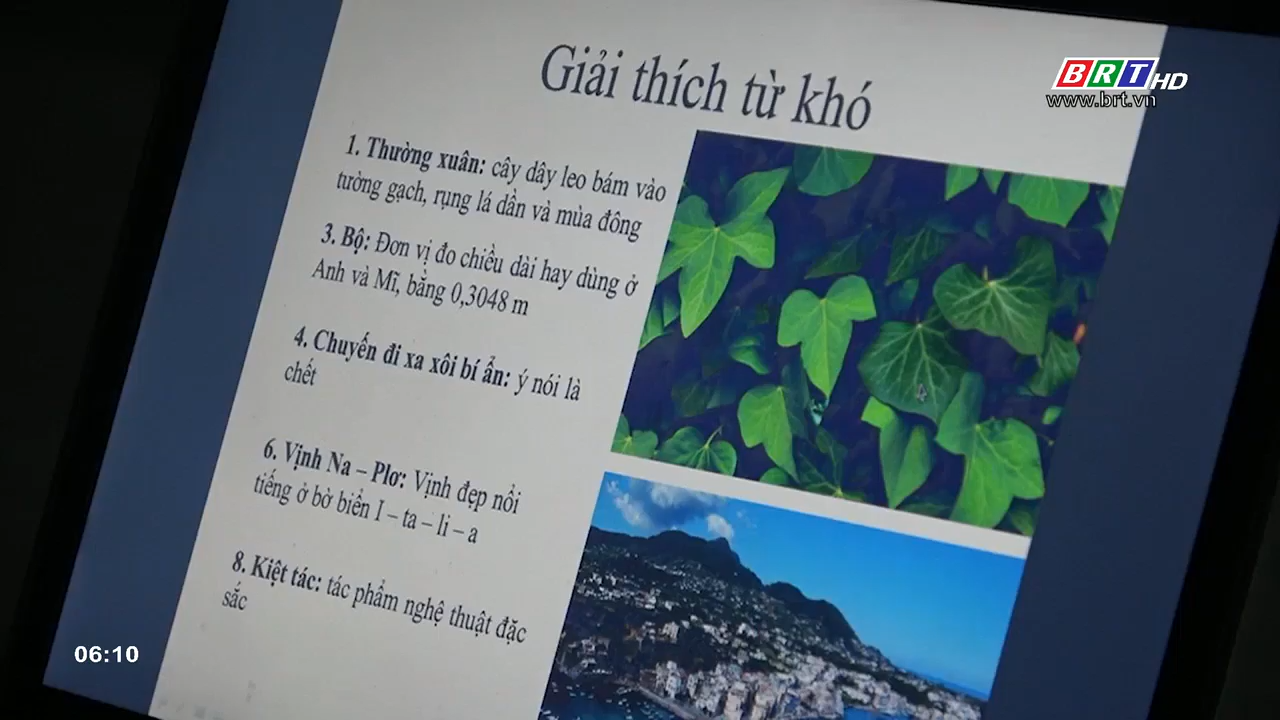 BRT HD
www.brt.vn
Giải thích từ khó
1. Thường xuân: cây dây leo bám vào
tường gạch, rụng lá dần và mùa đông
3. Bộ: Đơn vị đo chiều dài hay dùng ở
Anh và Mĩ, bằng 0,3048 m
4. Chuyến đi xa xôi bí ẩn: ý nói là
chết
6. Vịnh Na – Plơ: Vịnh đẹp nổi
tiếng ở bờ biển I – ta – li – a
8. Kiệt tác: tác phẩm nghệ thuật đặc
sắc
06:10